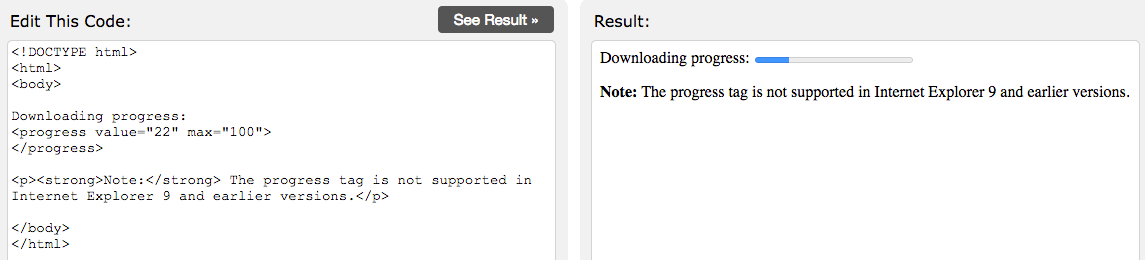 Edit This Code:
See Result »
<!DOCTYPE html>
<html>
<body>
Downloading progress:
<progress value="22" max="100">
</progress>
<p><strong>Note:</strong> The progress tag is not supported in
Internet Explorer 9 and earlier versions.</p>
</body>
</html>
Result:
Downloading progress:
Note: The progress tag is not supported in Internet Explorer 9 and earlier versions.